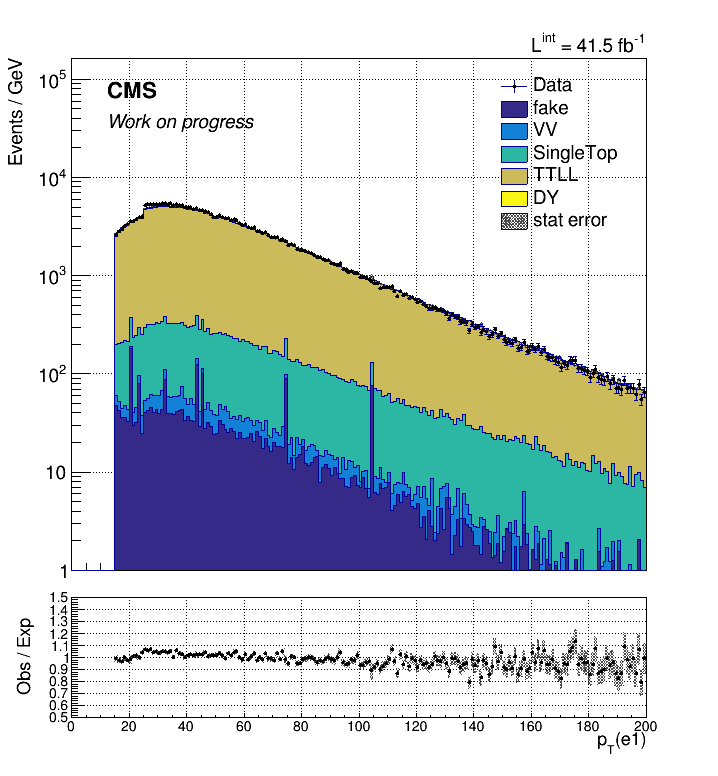 L^int = 41.5 fb^-1
Events / GeV
10^5
10^4
10^3
10^2
10
1
CMS
Work on progress
Data
fake
VV
SingleTop
TTLL
DY
stat error
Obs / Exp
1.5
1.4
1.3
1.2
1.1
1
0.9
0.8
0.7
0.6
0.5
0 20 40 60 80 100 120 140 160 180 200
p_T(e1)